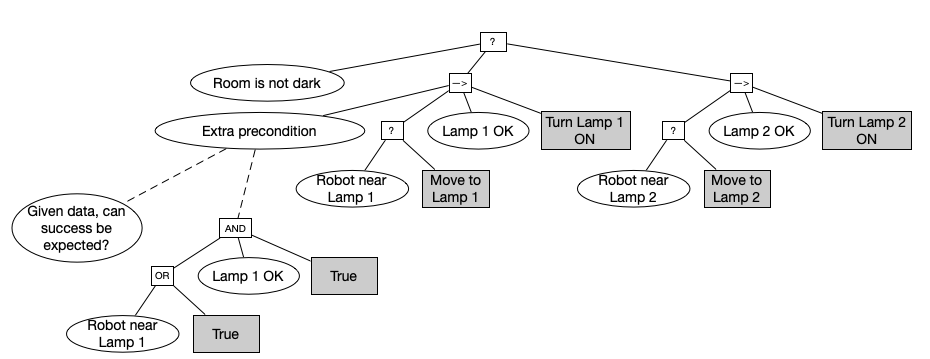 ?
Room is not dark
-->
-->
Extra precondition
?
Lamp 1 OK
Turn Lamp 1
ON
?
Lamp 2 OK
Turn Lamp 2
ON
Robot near
Lamp 1
Move to
Lamp 1
Robot near
Lamp 2
Move to
Lamp 2
Given data, can
success be
expected?
AND
OR
Lamp 1 OK
True
Robot near
Lamp 1
True